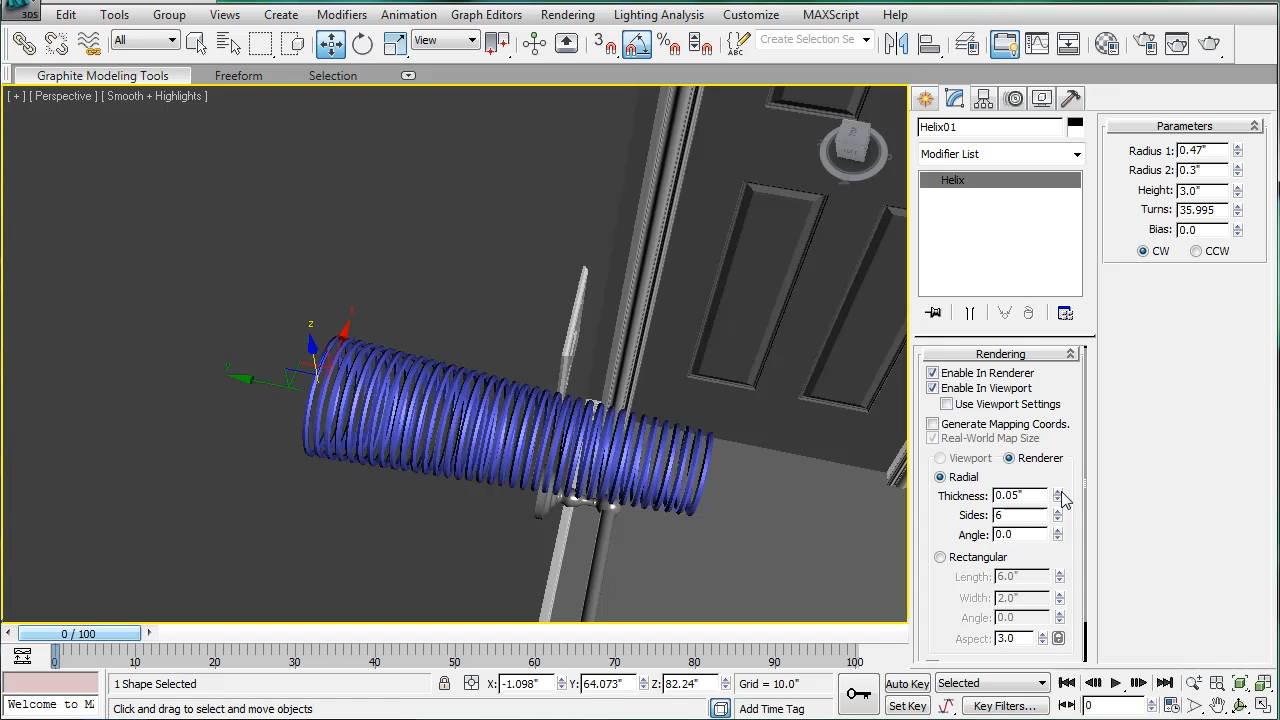 3DS Edit Tools Group Views Create Modifiers Animation Graph Editors Rendering Lighting Analysis Customize MAXScript Help
All View 3 ABC Create Selection Se
Graphite Modeling Tools Freeform Selection
[ + ] [ Perspective ] [ Smooth + Highlights ]
z
x
y
Helix01
Modifier List
Helix
Rendering
Enable In Renderer
Enable In Viewport
Use Viewport Settings
Generate Mapping Coords.
Real-World Map Size
Viewport Renderer
Radial
Thickness: 0.05"
Sides: 6
Angle: 0.0
Rectangular
Length: 6.0"
Width: 2.0"
Angle: 0.0
Aspect: 3.0
Parameters
Radius 1: 0.47"
Radius 2: 0.3"
Height: 3.0"
Turns: 35.995
Bias: 0.0
CW CCW
0 / 100
0 10 20 30 40 50 60 70 80 90 100
1 Shape Selected X: -1.098" Y: 64.073" Z: 82.24" Grid = 10.0" Auto Key Selected
Welcome to M Click and drag to select and move objects Add Time Tag Set Key Key Filters... 0